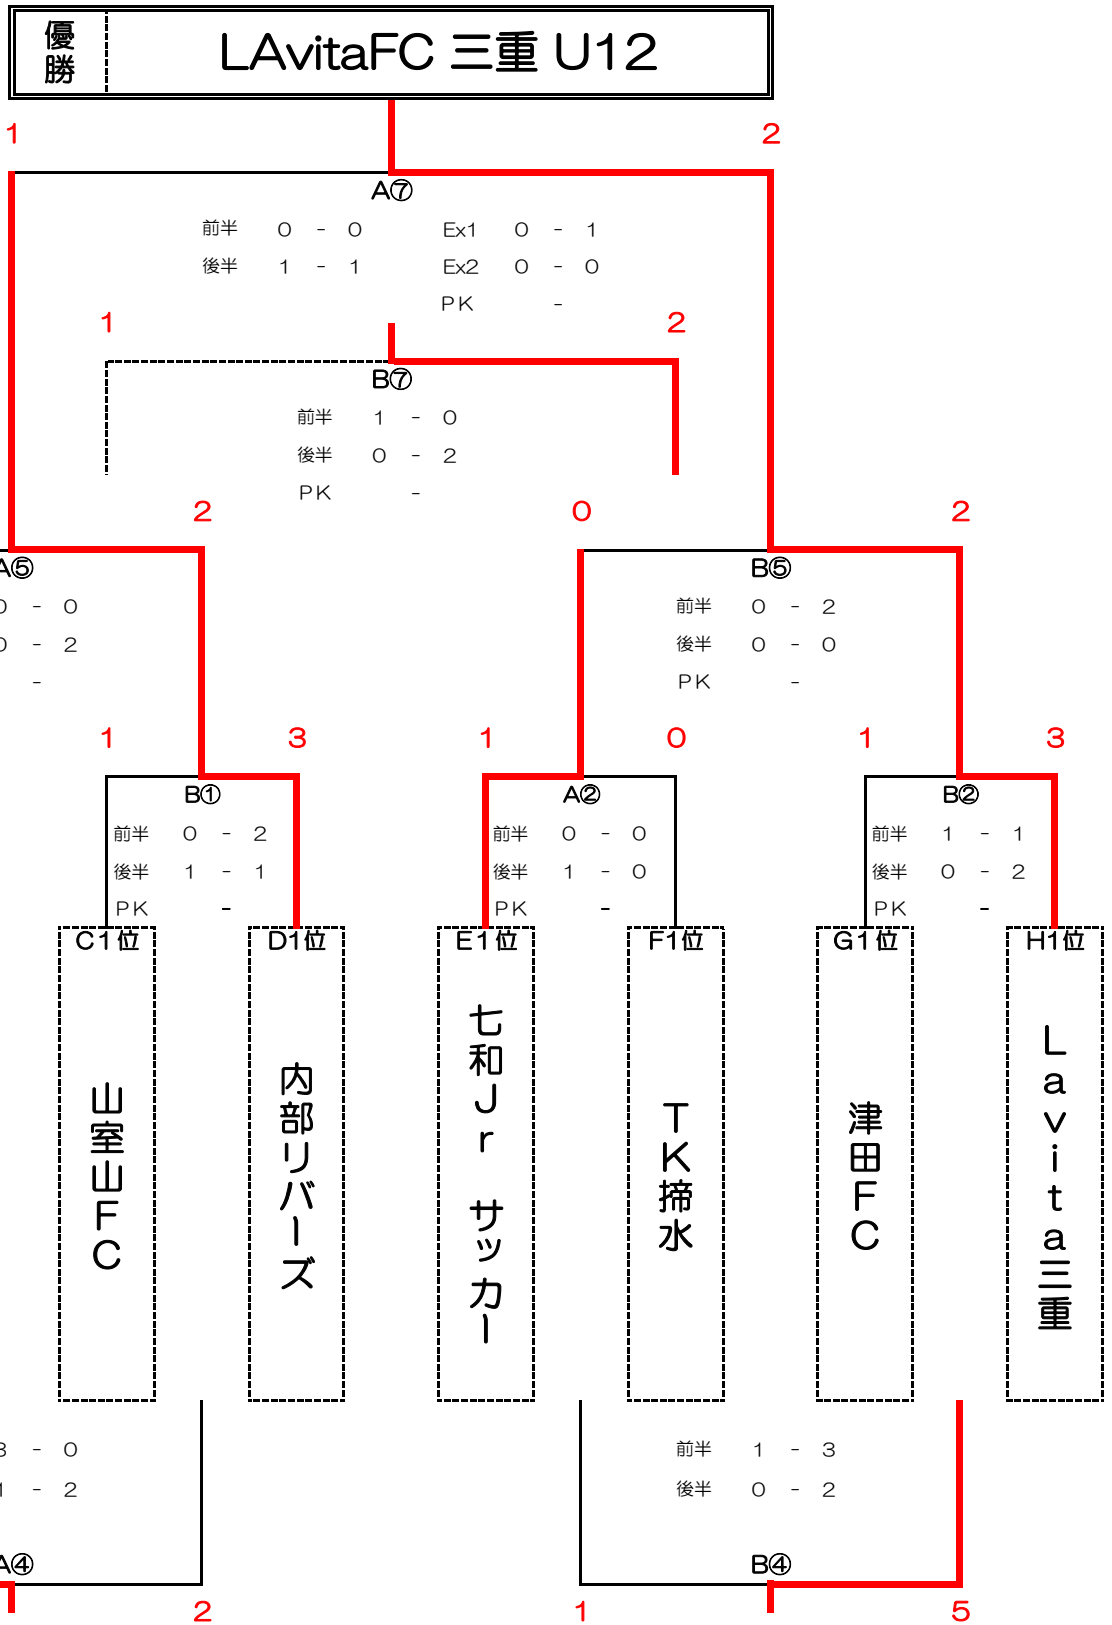 優勝 LAvitaFC 三重 U12
1 2
A⑦
前半 0 - 0 Ex1 0 - 1
後半 1 - 1 Ex2 0 - 0
PK -
1 2
B⑦
前半 1 - 0
後半 0 - 2
PK -
2 0 2
A⑤ B⑤
0 - 0 前半 0 - 2
0 - 2 後半 0 - 0
- PK -
1 3 1 0 1 3
B① A② B②
前半 0 - 2 前半 0 - 0 前半 1 - 1
後半 1 - 1 後半 1 - 0 後半 0 - 2
PK - PK - PK -
C1位 D1位 E1位 F1位 G1位 H1位
山室山FC
内部リバーズ
七和Jr サッカー
TK擶水
津田FC
Lavita三重
- 0 前半 1 - 3
- 2 後半 0 - 2
A④ B④
2 1 5